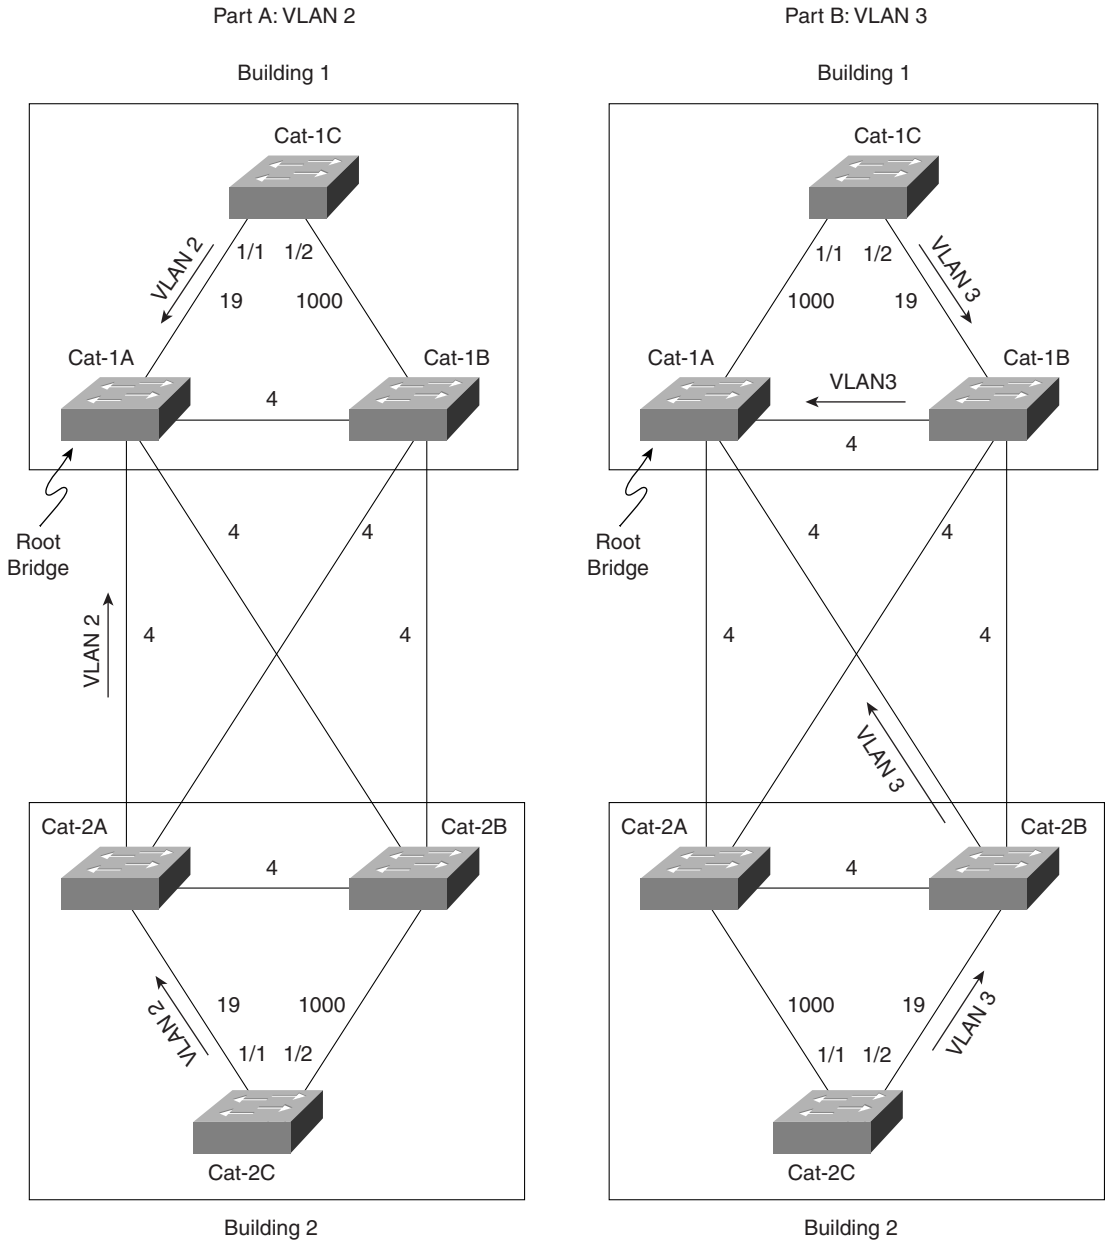 Part A: VLAN 2
Building 1
Cat-1C
VLAN 2
1/1
1/2
19
1000
Cat-1A
Cat-1B
4
Root
Bridge
4
4
VLAN 2
4
4
Cat-2A
Cat-2B
4
VLAN 2
19
1000
1/1
1/2
Cat-2C
Building 2
Part B: VLAN 3
Building 1
Cat-1C
1/1
1/2
VLAN 3
1000
19
Cat-1A
Cat-1B
VLAN3
4
Root
Bridge
4
4
4
4
VLAN 3
Cat-2A
Cat-2B
4
1000
19
VLAN 3
1/1
1/2
Cat-2C
Building 2